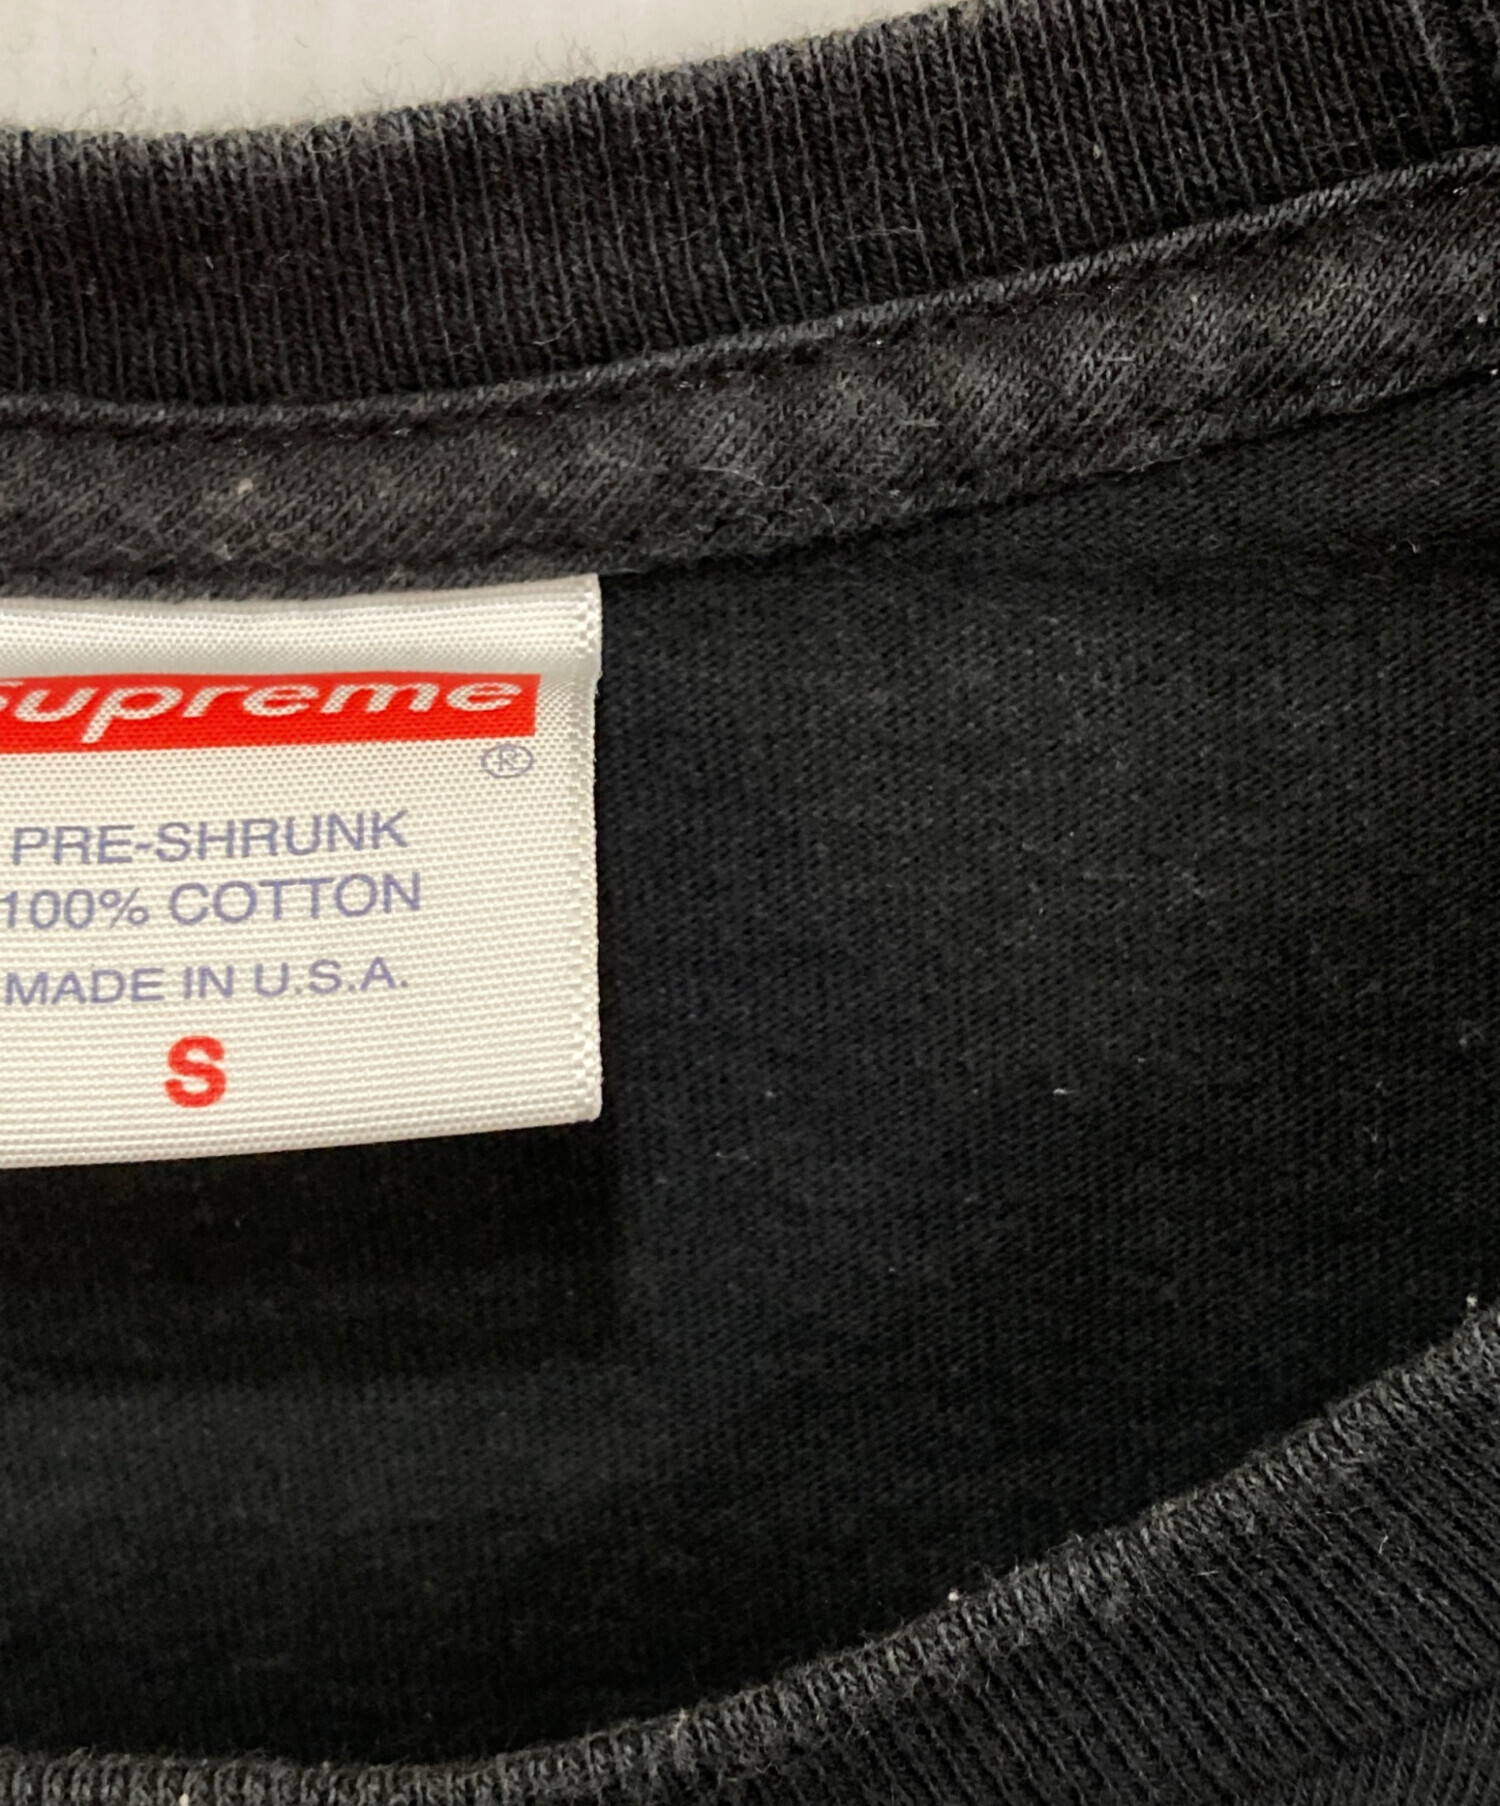 Supreme
®
PRE-SHRUNK
100% COTTON
MADE IN U.S.A.
S